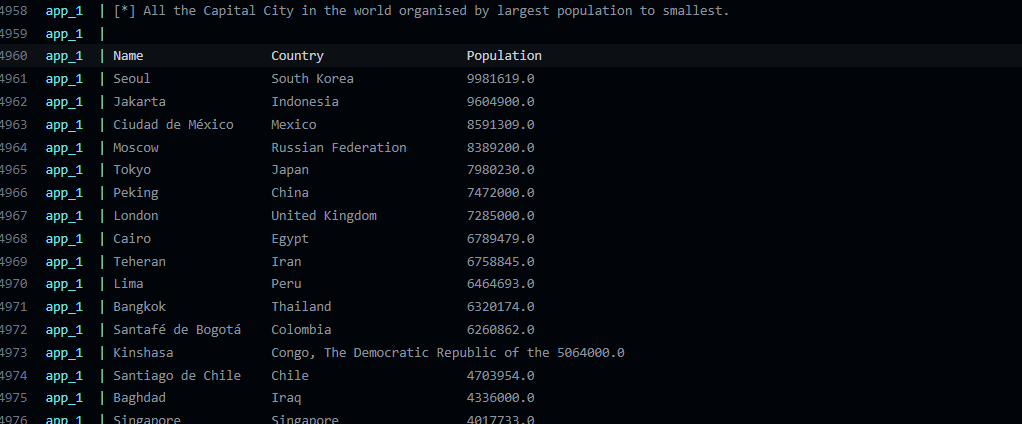 4958 app_1 | [*] All the Capital City in the world organised by largest population to smallest.
4959 app_1 |
4960 app_1 | Name Country Population
4961 app_1 | Seoul South Korea 9981619.0
4962 app_1 | Jakarta Indonesia 9604900.0
4963 app_1 | Ciudad de México Mexico 8591309.0
4964 app_1 | Moscow Russian Federation 8389200.0
4965 app_1 | Tokyo Japan 7980230.0
4966 app_1 | Peking China 7472000.0
4967 app_1 | London United Kingdom 7285000.0
4968 app_1 | Cairo Egypt 6789479.0
4969 app_1 | Teheran Iran 6758845.0
4970 app_1 | Lima Peru 6464693.0
4971 app_1 | Bangkok Thailand 6320174.0
4972 app_1 | Santafé de Bogotá Colombia 6260862.0
4973 app_1 | Kinshasa Congo, The Democratic Republic of the 5064000.0
4974 app_1 | Santiago de Chile Chile 4703954.0
4975 app_1 | Baghdad Iraq 4336000.0
4976 app_1 | Singapore Singapore 4017733.0